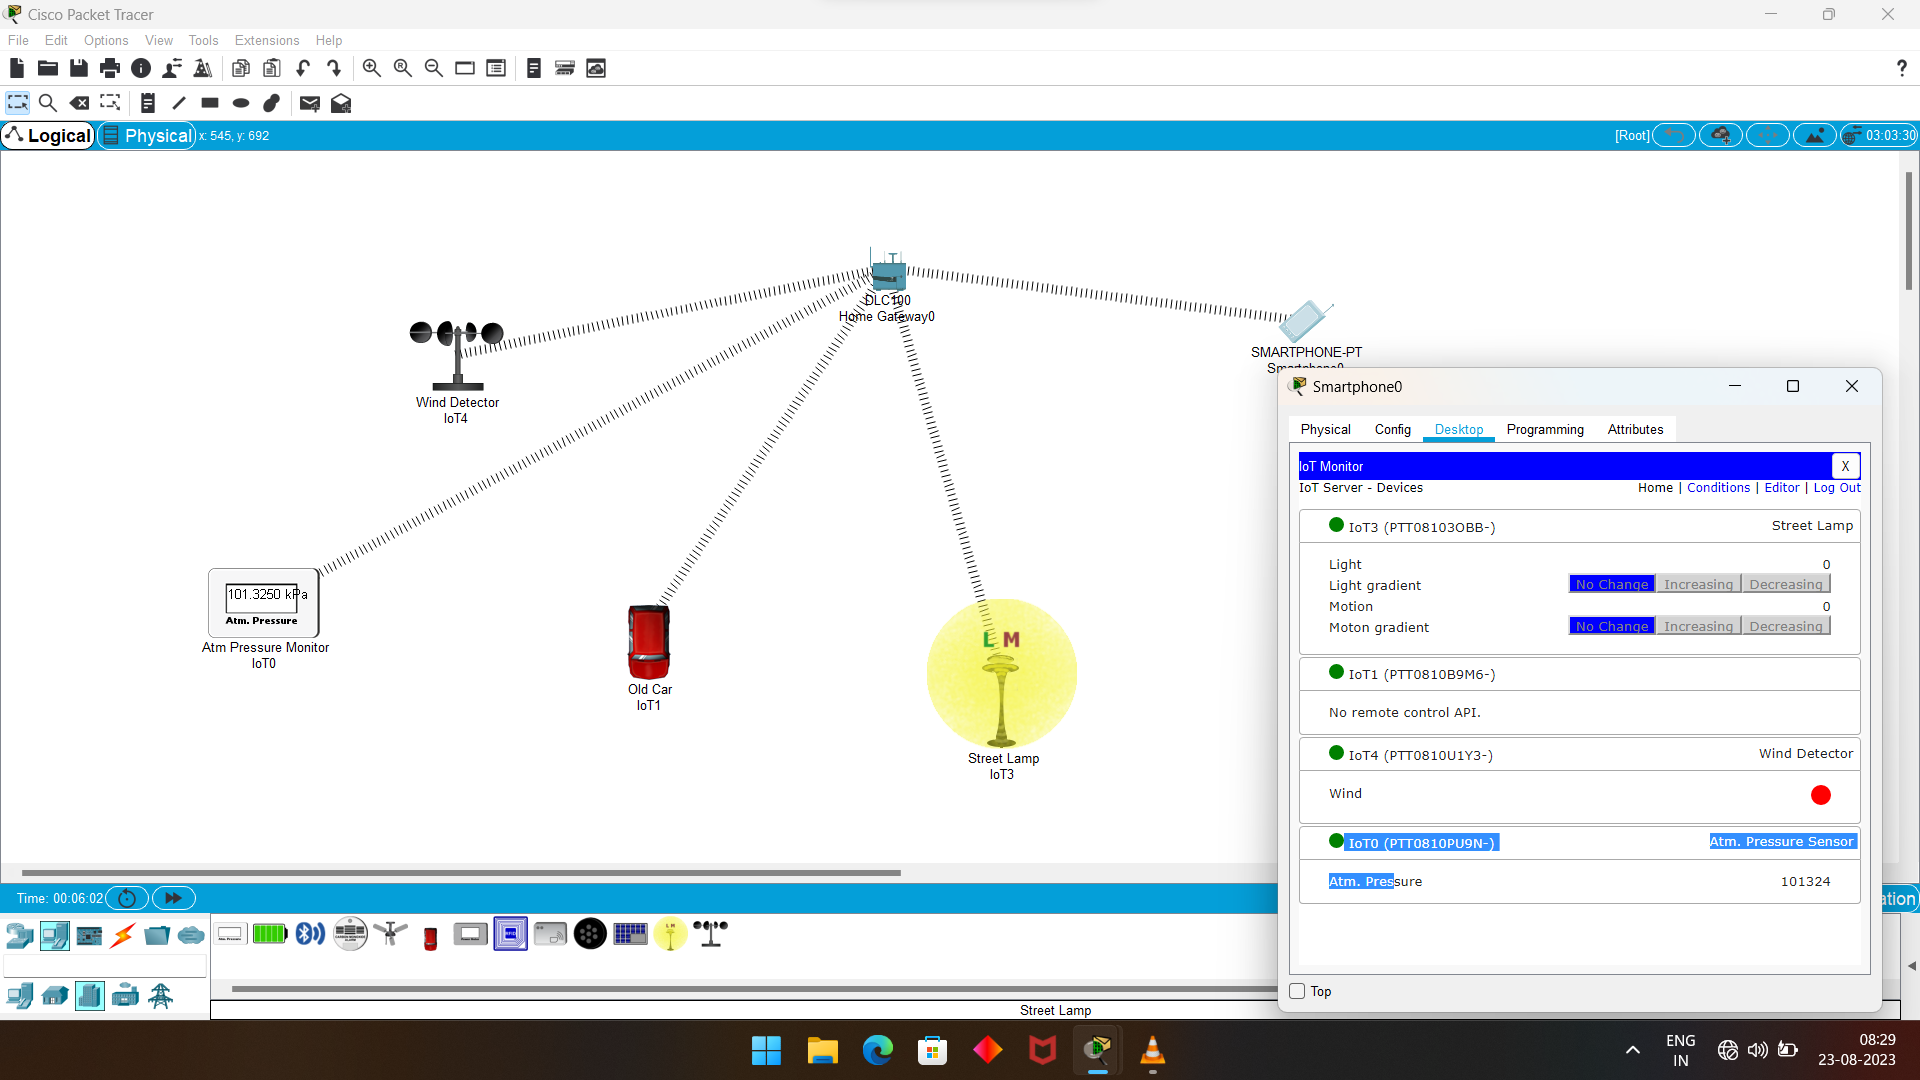 Cisco Packet Tracer
File Edit Options View Tools Extensions Help
?
Logical Physical x: 545, y: 692 [Root] 03:03:30
DLC100
Home Gateway0
SMARTPHONE-PT
Smartphone0
Wind Detector
IoT4
101.3250 kPa
Atm. Pressure
Atm Pressure Monitor
IoT0
Old Car
IoT1
L M
Street Lamp
IoT3
Smartphone0
Physical Config Desktop Programming Attributes
IoT Monitor X
IoT Server - Devices Home | Conditions | Editor | Log Out
IoT3 (PTT08103OBB-) Street Lamp
Light 0
Light gradient No Change Increasing Decreasing
Motion 0
Moton gradient No Change Increasing Decreasing
IoT1 (PTT0810B9M6-)
No remote control API.
IoT4 (PTT0810U1Y3-) Wind Detector
Wind
IoT0 (PTT0810PU9N-) Atm. Pressure Sensor
Atm. Pressure 101324
Top
Time: 00:06:02
ation
Street Lamp
ENG
IN
08:29
23-08-2023